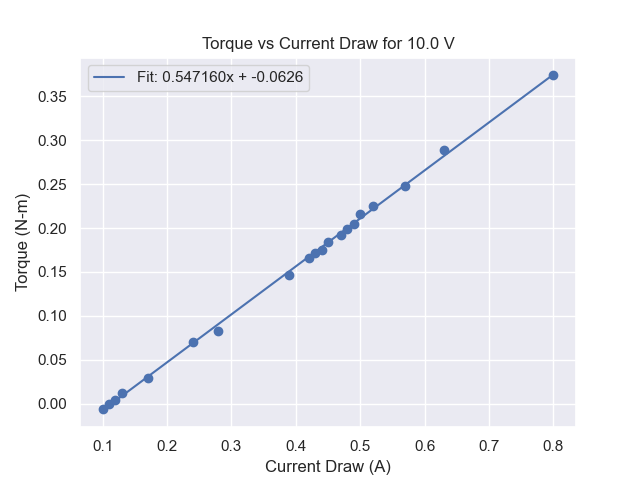 Torque vs Current Draw for 10.0 V
Fit: 0.547160x + -0.0626
0.35
0.30
0.25
0.20
0.15
0.10
0.05
0.00
Torque (N-m)
0.1 0.2 0.3 0.4 0.5 0.6 0.7 0.8
Current Draw (A)